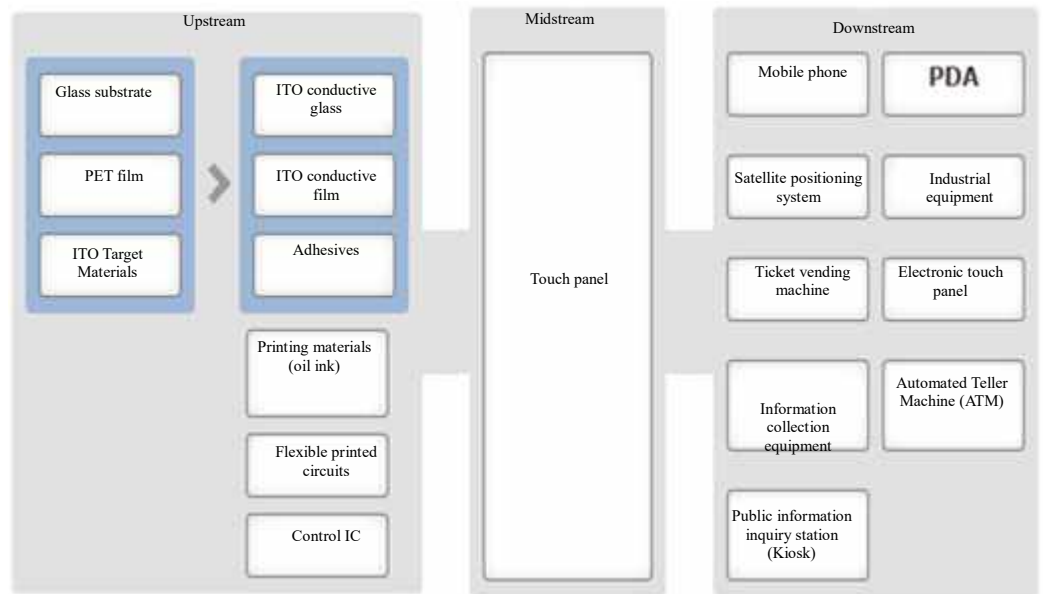 Upstream
Midstream
Downstream
Glass substrate
PET film
ITO Target
Materials
ITO conductive
glass
ITO conductive
film
Adhesives
Printing materials
(oil ink)
Flexible printed
circuits
Control IC
Touch panel
Mobile phone
PDA
Satellite positioning
system
Industrial
equipment
Ticket vending
machine
Electronic touch
panel
Information
collection
equipment
Automated Teller
Machine (ATM)
Public information
inquiry station
(Kiosk)